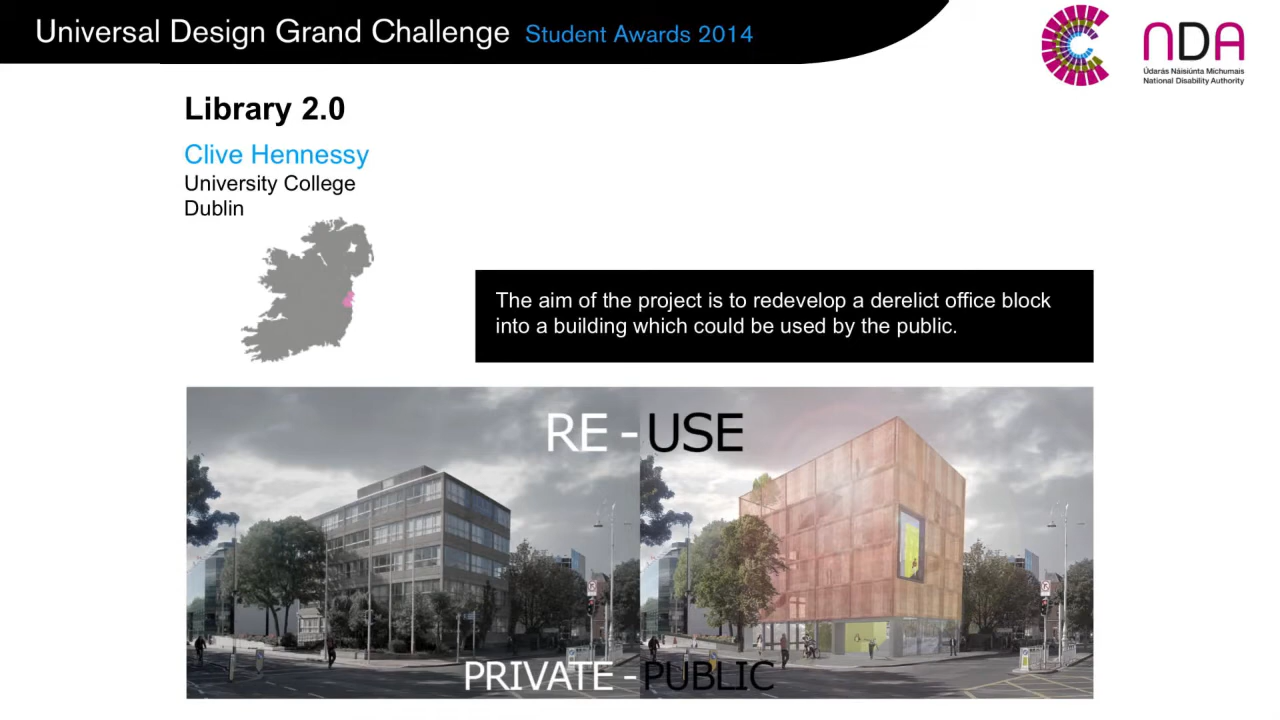 Universal Design Grand Challenge Student Awards 2014
NDA
Údarás Náisiúnta Míchumais
National Disability Authority
Library 2.0
Clive Hennessy
University College
Dublin
The aim of the project is to redevelop a derelict office block
into a building which could be used by the public.
RE - USE
PRIVATE - PUBLIC